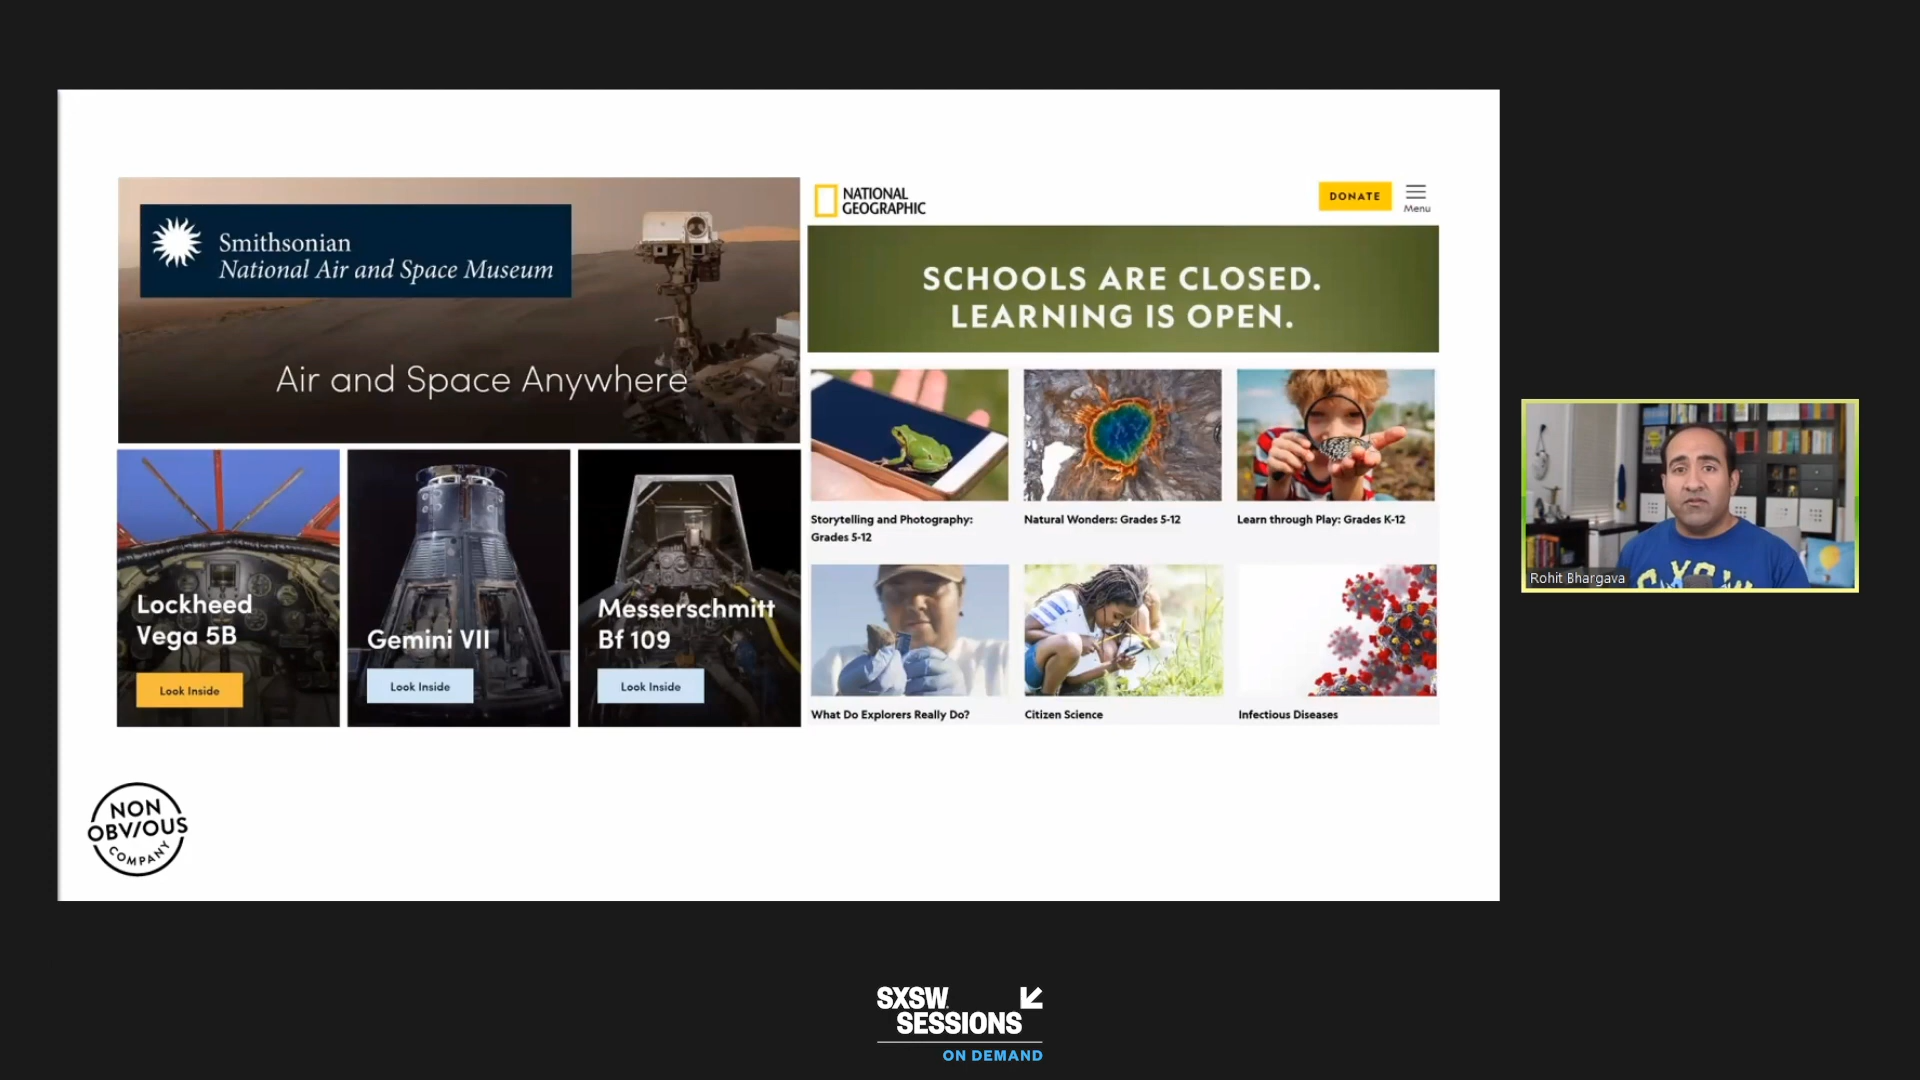 Smithsonian
National Air and Space Museum
Air and Space Anywhere
Lockheed
Vega 5B
Look Inside
Gemini VII
Look Inside
Messerschmitt
Bf 109
Look Inside
NATIONAL
GEOGRAPHIC
DONATE
Menu
SCHOOLS ARE CLOSED.
LEARNING IS OPEN.
Storytelling and Photography:
Grades 5-12
Natural Wonders: Grades 5-12
Learn through Play: Grades K-12
What Do Explorers Really Do?
Citizen Science
Infectious Diseases
NON
OBV/OUS
COMPANY
Rohit Bhargava
SXSW
SESSIONS
ON DEMAND